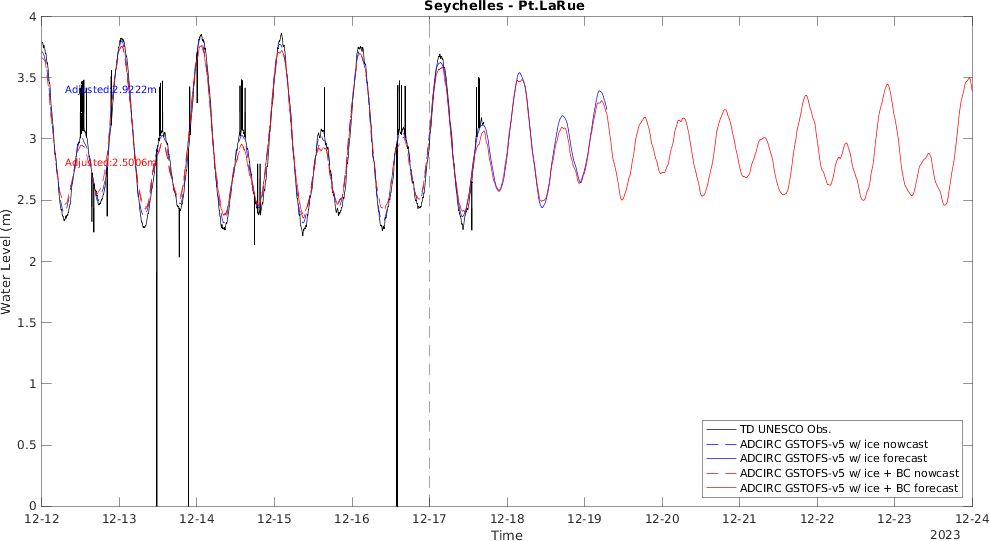 Seychelles - Pt.LaRue
Water Level (m)
4
3.5
3
2.5
2
1.5
1
0.5
0
Adjusted:2.9222m
Adjusted:2.5006m
TD UNESCO Obs.
ADCIRC GSTOFS-v5 w/ ice nowcast
ADCIRC GSTOFS-v5 w/ ice forecast
ADCIRC GSTOFS-v5 w/ ice + BC nowcast
ADCIRC GSTOFS-v5 w/ ice + BC forecast
12-12 12-13 12-14 12-15 12-16 12-17 12-18 12-19 12-20 12-21 12-22 12-23 12-24
Time
2023